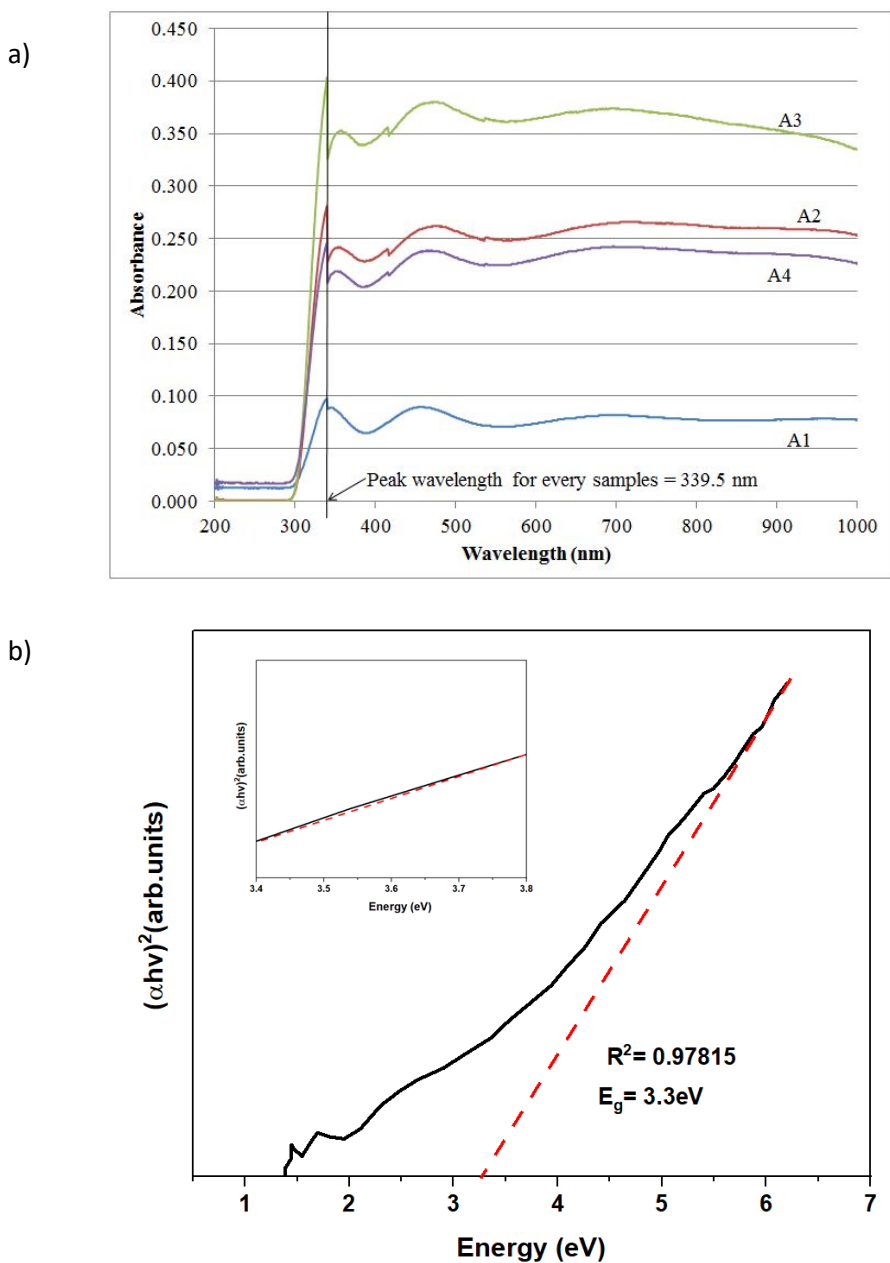 a)
0.450
0.400
0.350
0.300
0.250
0.200
0.150
0.100
0.050
0.000
Absorbance
A3
A2
A4
A1
Peak wavelength for every samples = 339.5 nm
200 300 400 500 600 700 800 900 1000
Wavelength (nm)
b)
(αhv)²(arb.units)
3.4 3.5 3.6 3.7 3.8
Energy (eV)
(αhv)²(arb.units)
R²= 0.97815
E_g= 3.3eV
1 2 3 4 5 6 7
Energy (eV)